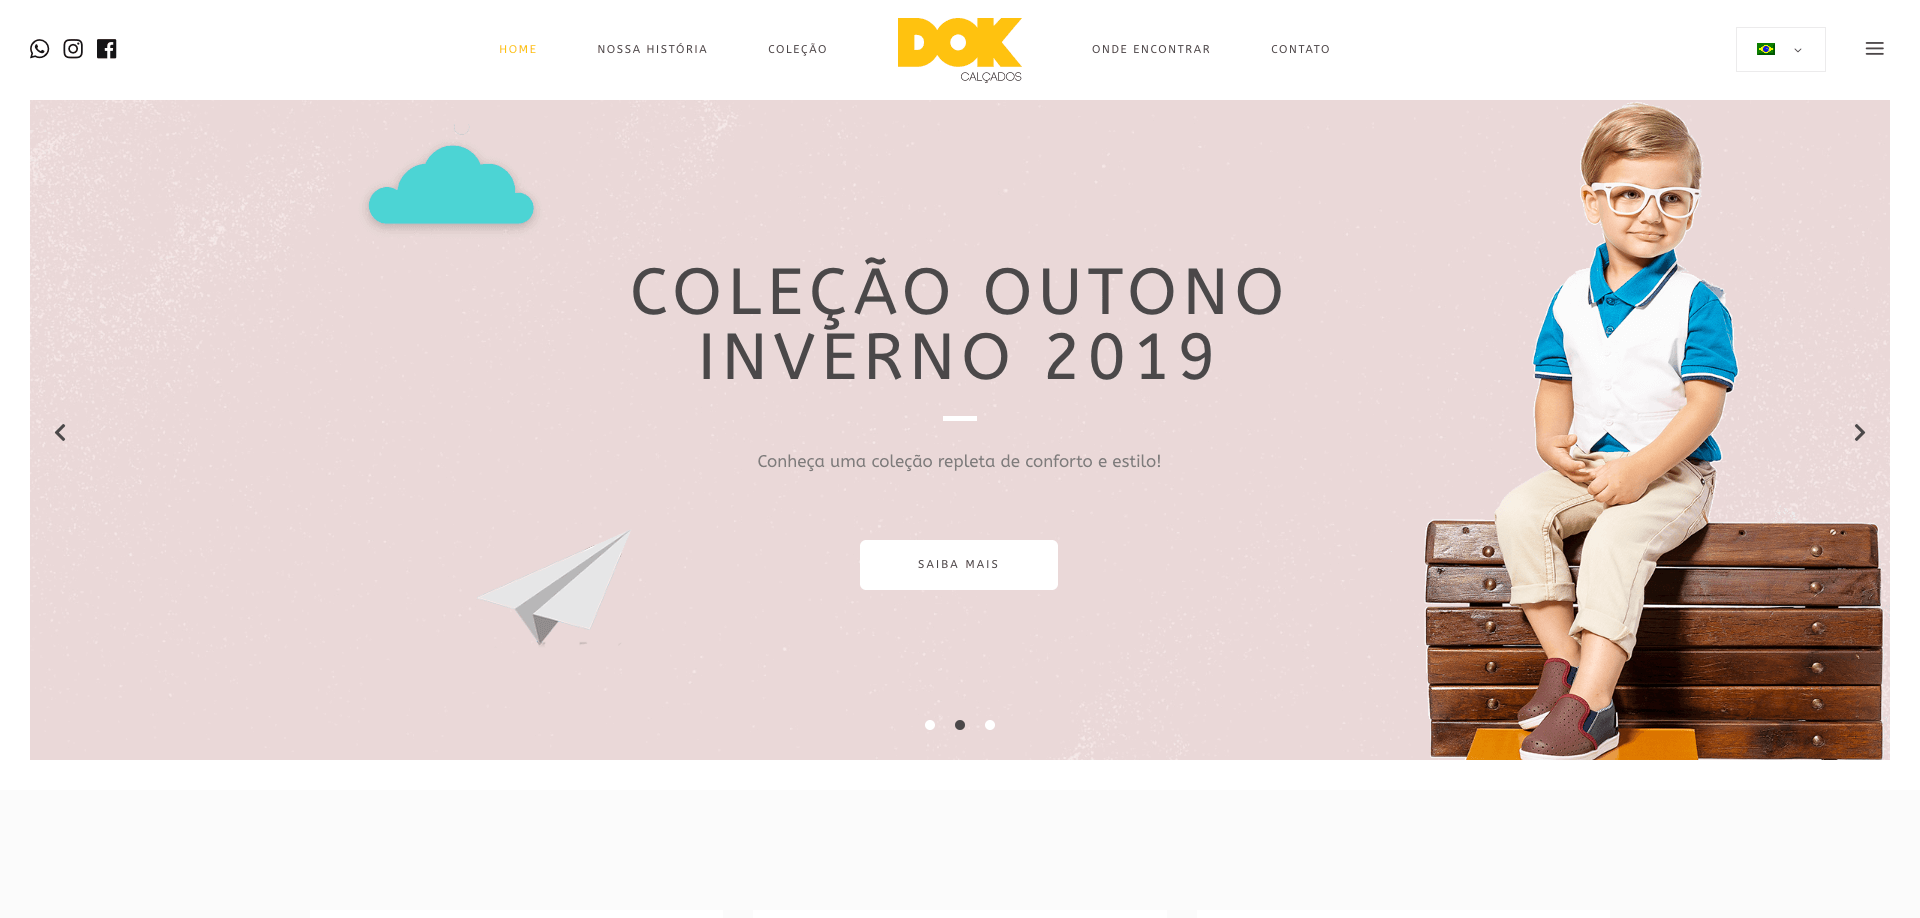 HOME
NOSSA HISTÓRIA
COLEÇÃO
DOK
CALÇADOS
ONDE ENCONTRAR
CONTATO
COLEÇÃO OUTONO
INVERNO 2019
Conheça uma coleção repleta de conforto e estilo!
SAIBA MAIS